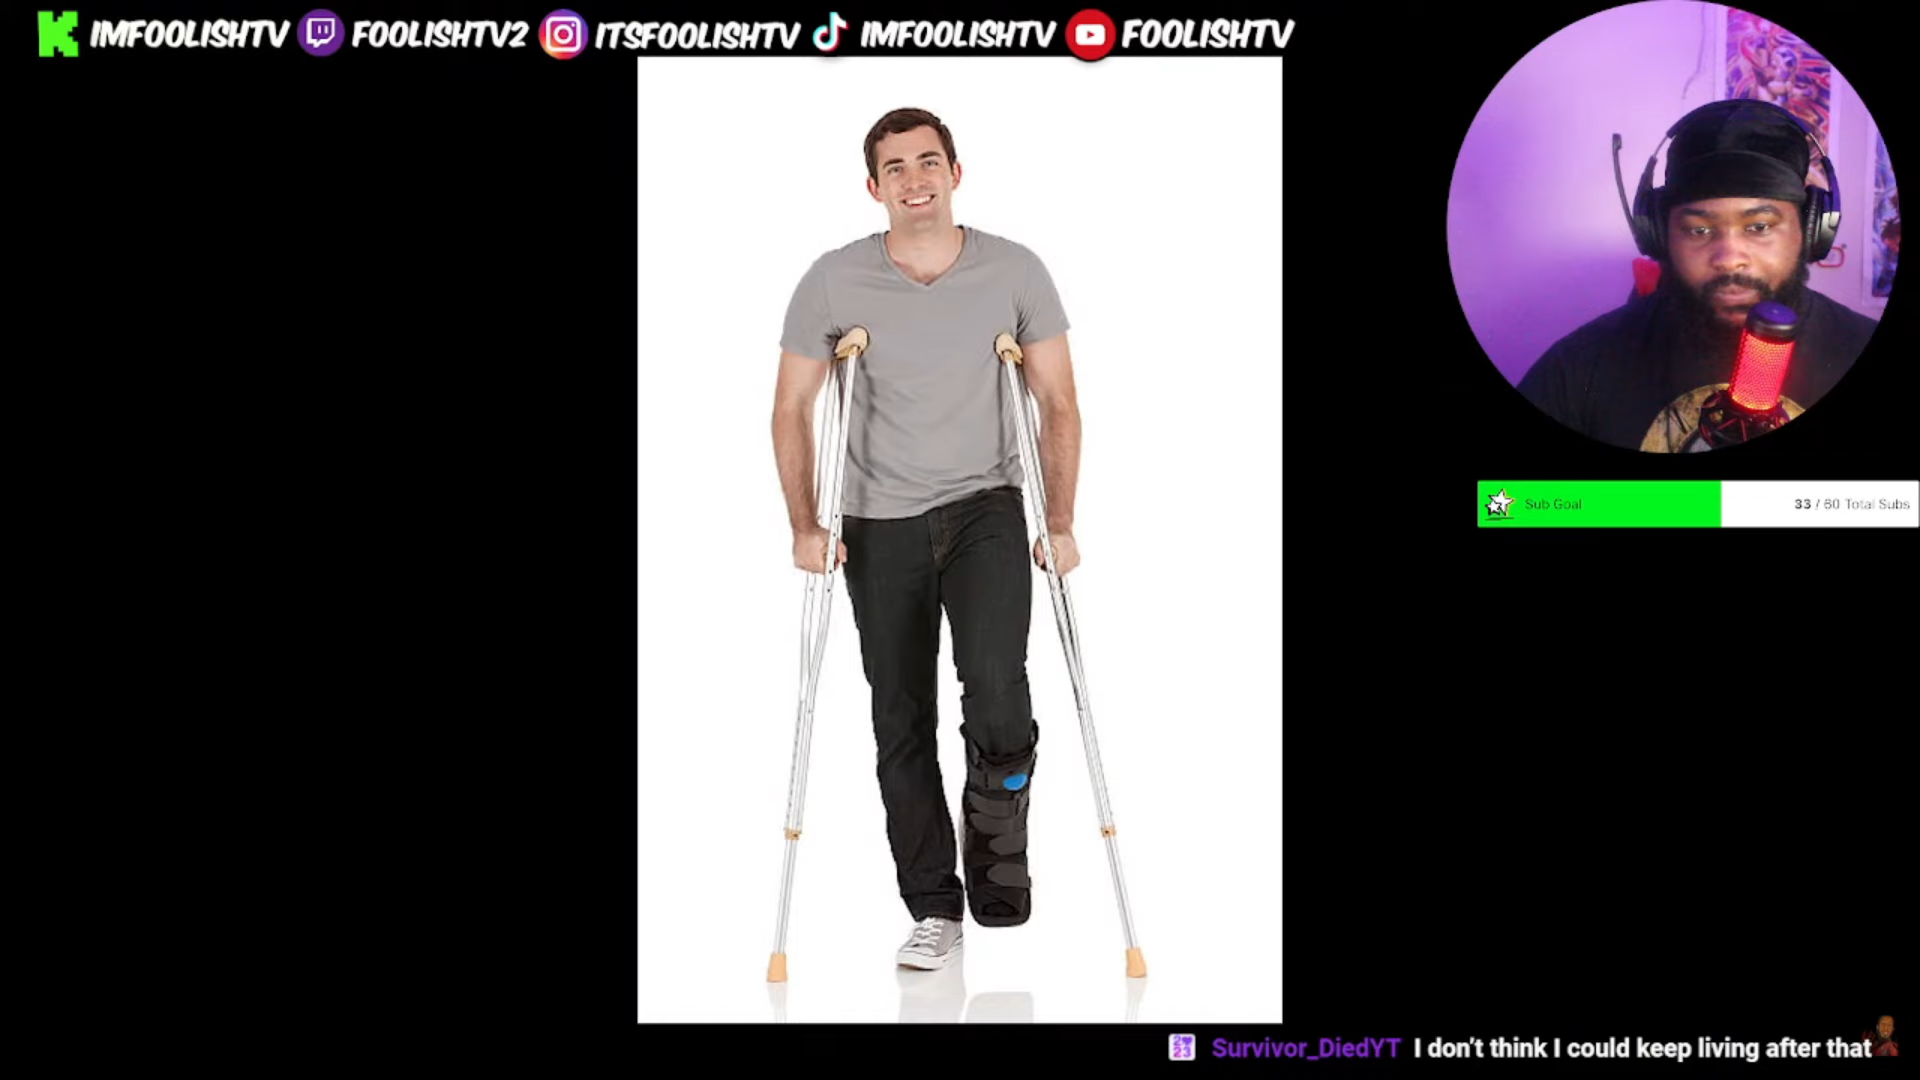 IMFOOLISHTV FOOLISHTV2 ITSFOOLISHTV IMFOOLISHTV FOOLISHTV
Sub Goal 33 / 60 Total Subs
Survivor_DiedYT I don't think I could keep living after that